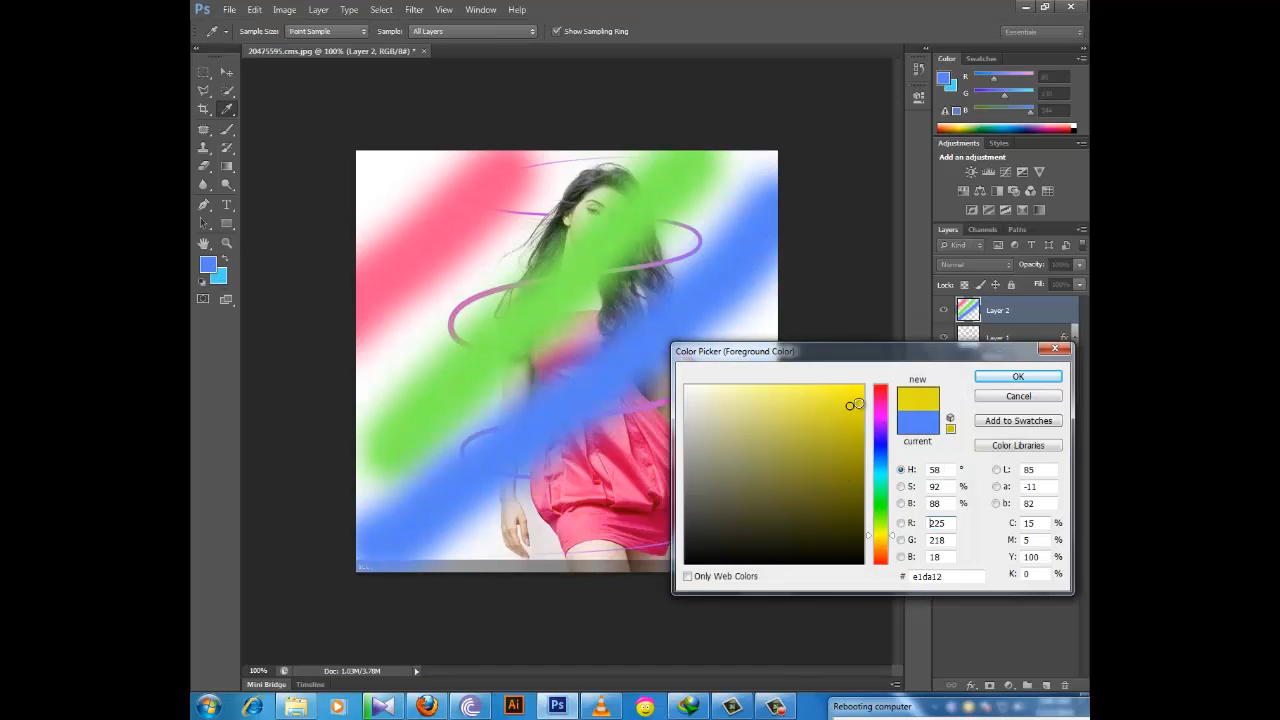 Ps File Edit Image Layer Type Select Filter View Window Help
Sample Size: Point Sample Sample: All Layers Show Sampling Ring Essentials
20475595.cms.jpg @ 100% (Layer 2, RGB/8#) *
Color Swatches
R
G
B
Adjustments Styles
Add an adjustment
Layers Channels Paths
Kind
Normal Opacity: 100%
Lock: Fill: 100%
Layer 2
Layer 1 fx
Color Picker (Foreground Color)
new
current
OK
Cancel
Add to Swatches
Color Libraries
H: 58 ° L: 85
S: 92 % a: -11
B: 88 % b: 82
R: 225 C: 15 %
G: 218 M: 5 %
B: 18 Y: 100 %
# e1da12 K: 0 %
Only Web Colors
100% Doc: 1.03M/3.78M
Mini Bridge Timeline
Ai Ps
Rebooting computer